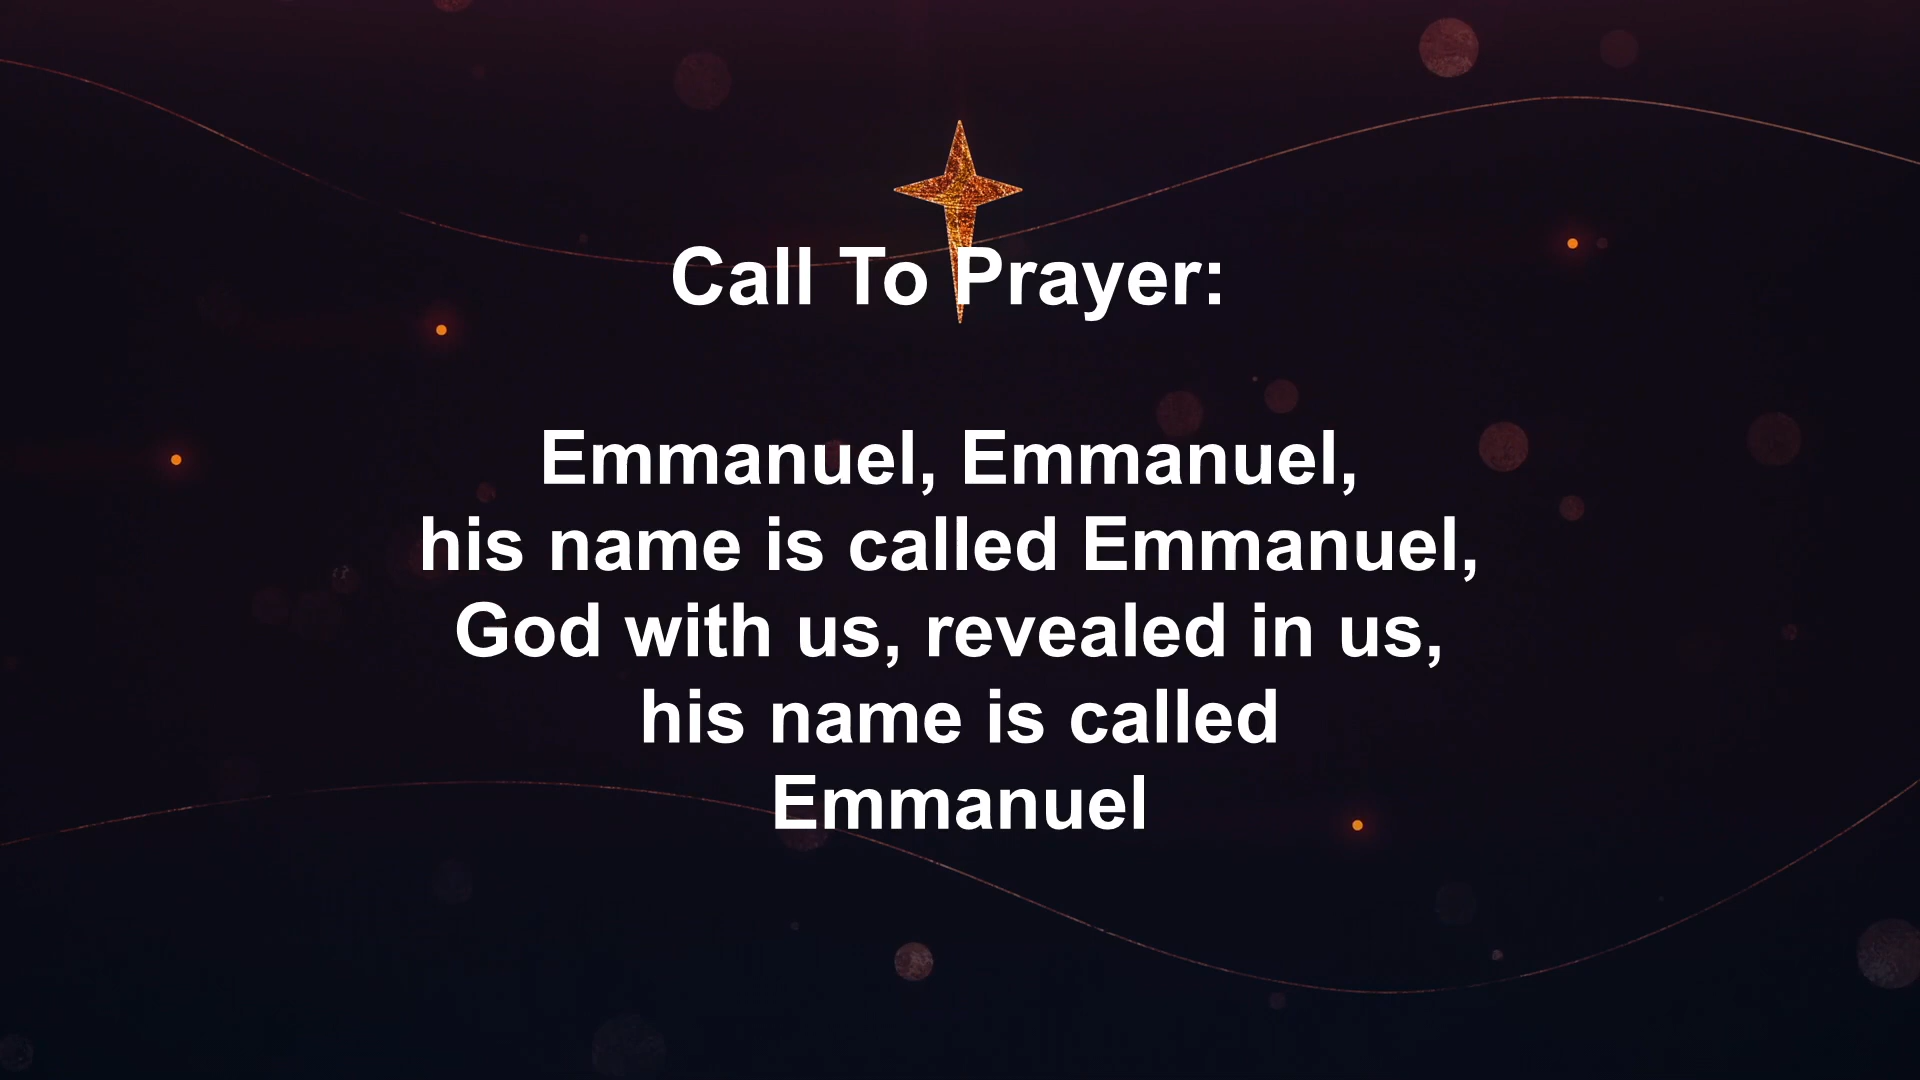 Call To Prayer:
Emmanuel, Emmanuel,
his name is called Emmanuel,
God with us, revealed in us,
his name is called
Emmanuel